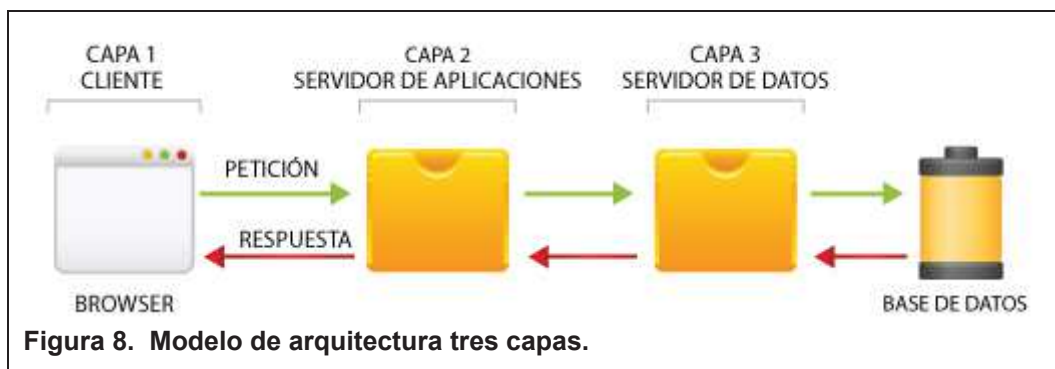 CAPA 1
CLIENTE
CAPA 2
SERVIDOR DE APLICACIONES
CAPA 3
SERVIDOR DE DATOS
PETICIÓN
RESPUESTA
BROWSER
BASE DE DATOS
Figura 8. Modelo de arquitectura tres capas.